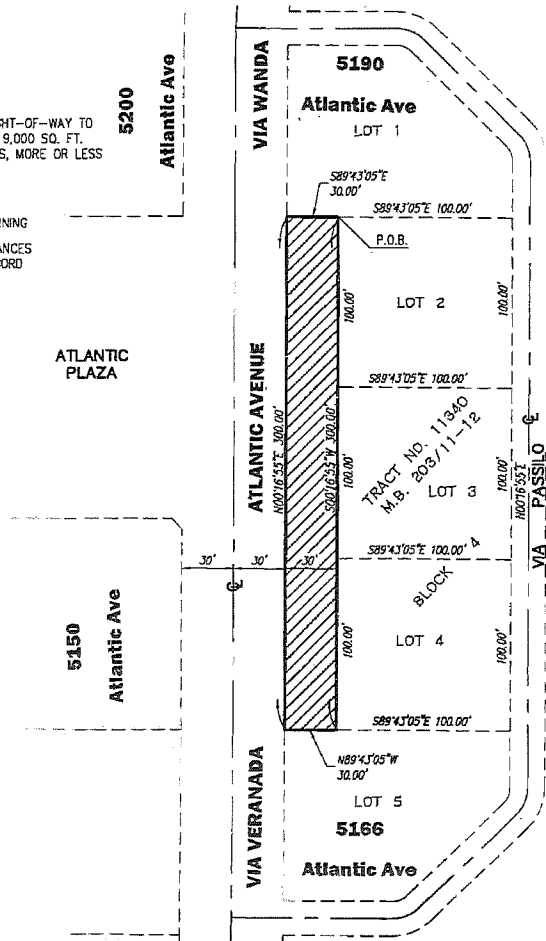 5200
Atlantic Ave
VIA WANDA
5190
Atlantic Ave
LOT 1
HT-OF-WAY TO
9,000 SQ. FT.
S, MORE OR LESS
S89°43'05"E
30.00'
S89°43'05"E 100.00'
P.O.B.
NING
ANCES
ORD
ATLANTIC
PLAZA
ATLANTIC AVENUE
N00°16'55"E 300.00'
S00°16'55"W 300.00'
100.00'
LOT 2
100.00'
S89°43'05"E 100.00'
100.00'
TRACT NO. 11340
M.B. 203/11-12
LOT 3
100.00'
N00°16'55"E
VIA PASSILO
S89°43'05"E 100.00'
30'
30'
30'
BLOCK 4
5150
Atlantic Ave
100.00'
LOT 4
100.00'
S89°43'05"E 100.00'
N89°43'05"W
30.00'
VIA VERANADA
LOT 5
5166
Atlantic Ave